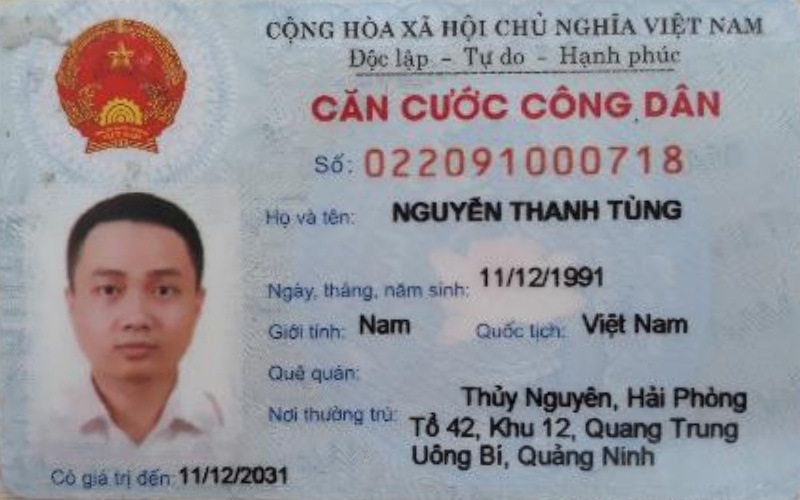 CỘNG HÒA XÃ HỘI CHỦ NGHĨA VIỆT NAM
Độc lập - Tự do - Hạnh phúc
CĂN CƯỚC CÔNG DÂN
Số: 022091000718
Họ và tên: NGUYỄN THANH TÙNG
Ngày, tháng, năm sinh: 11/12/1991
Giới tính: Nam Quốc tịch: Việt Nam
Quê quán:
Thủy Nguyên, Hải Phòng
Nơi thường trú: Tổ 42, Khu 12, Quang Trung
Uông Bí, Quảng Ninh
Có giá trị đến: 11/12/2031